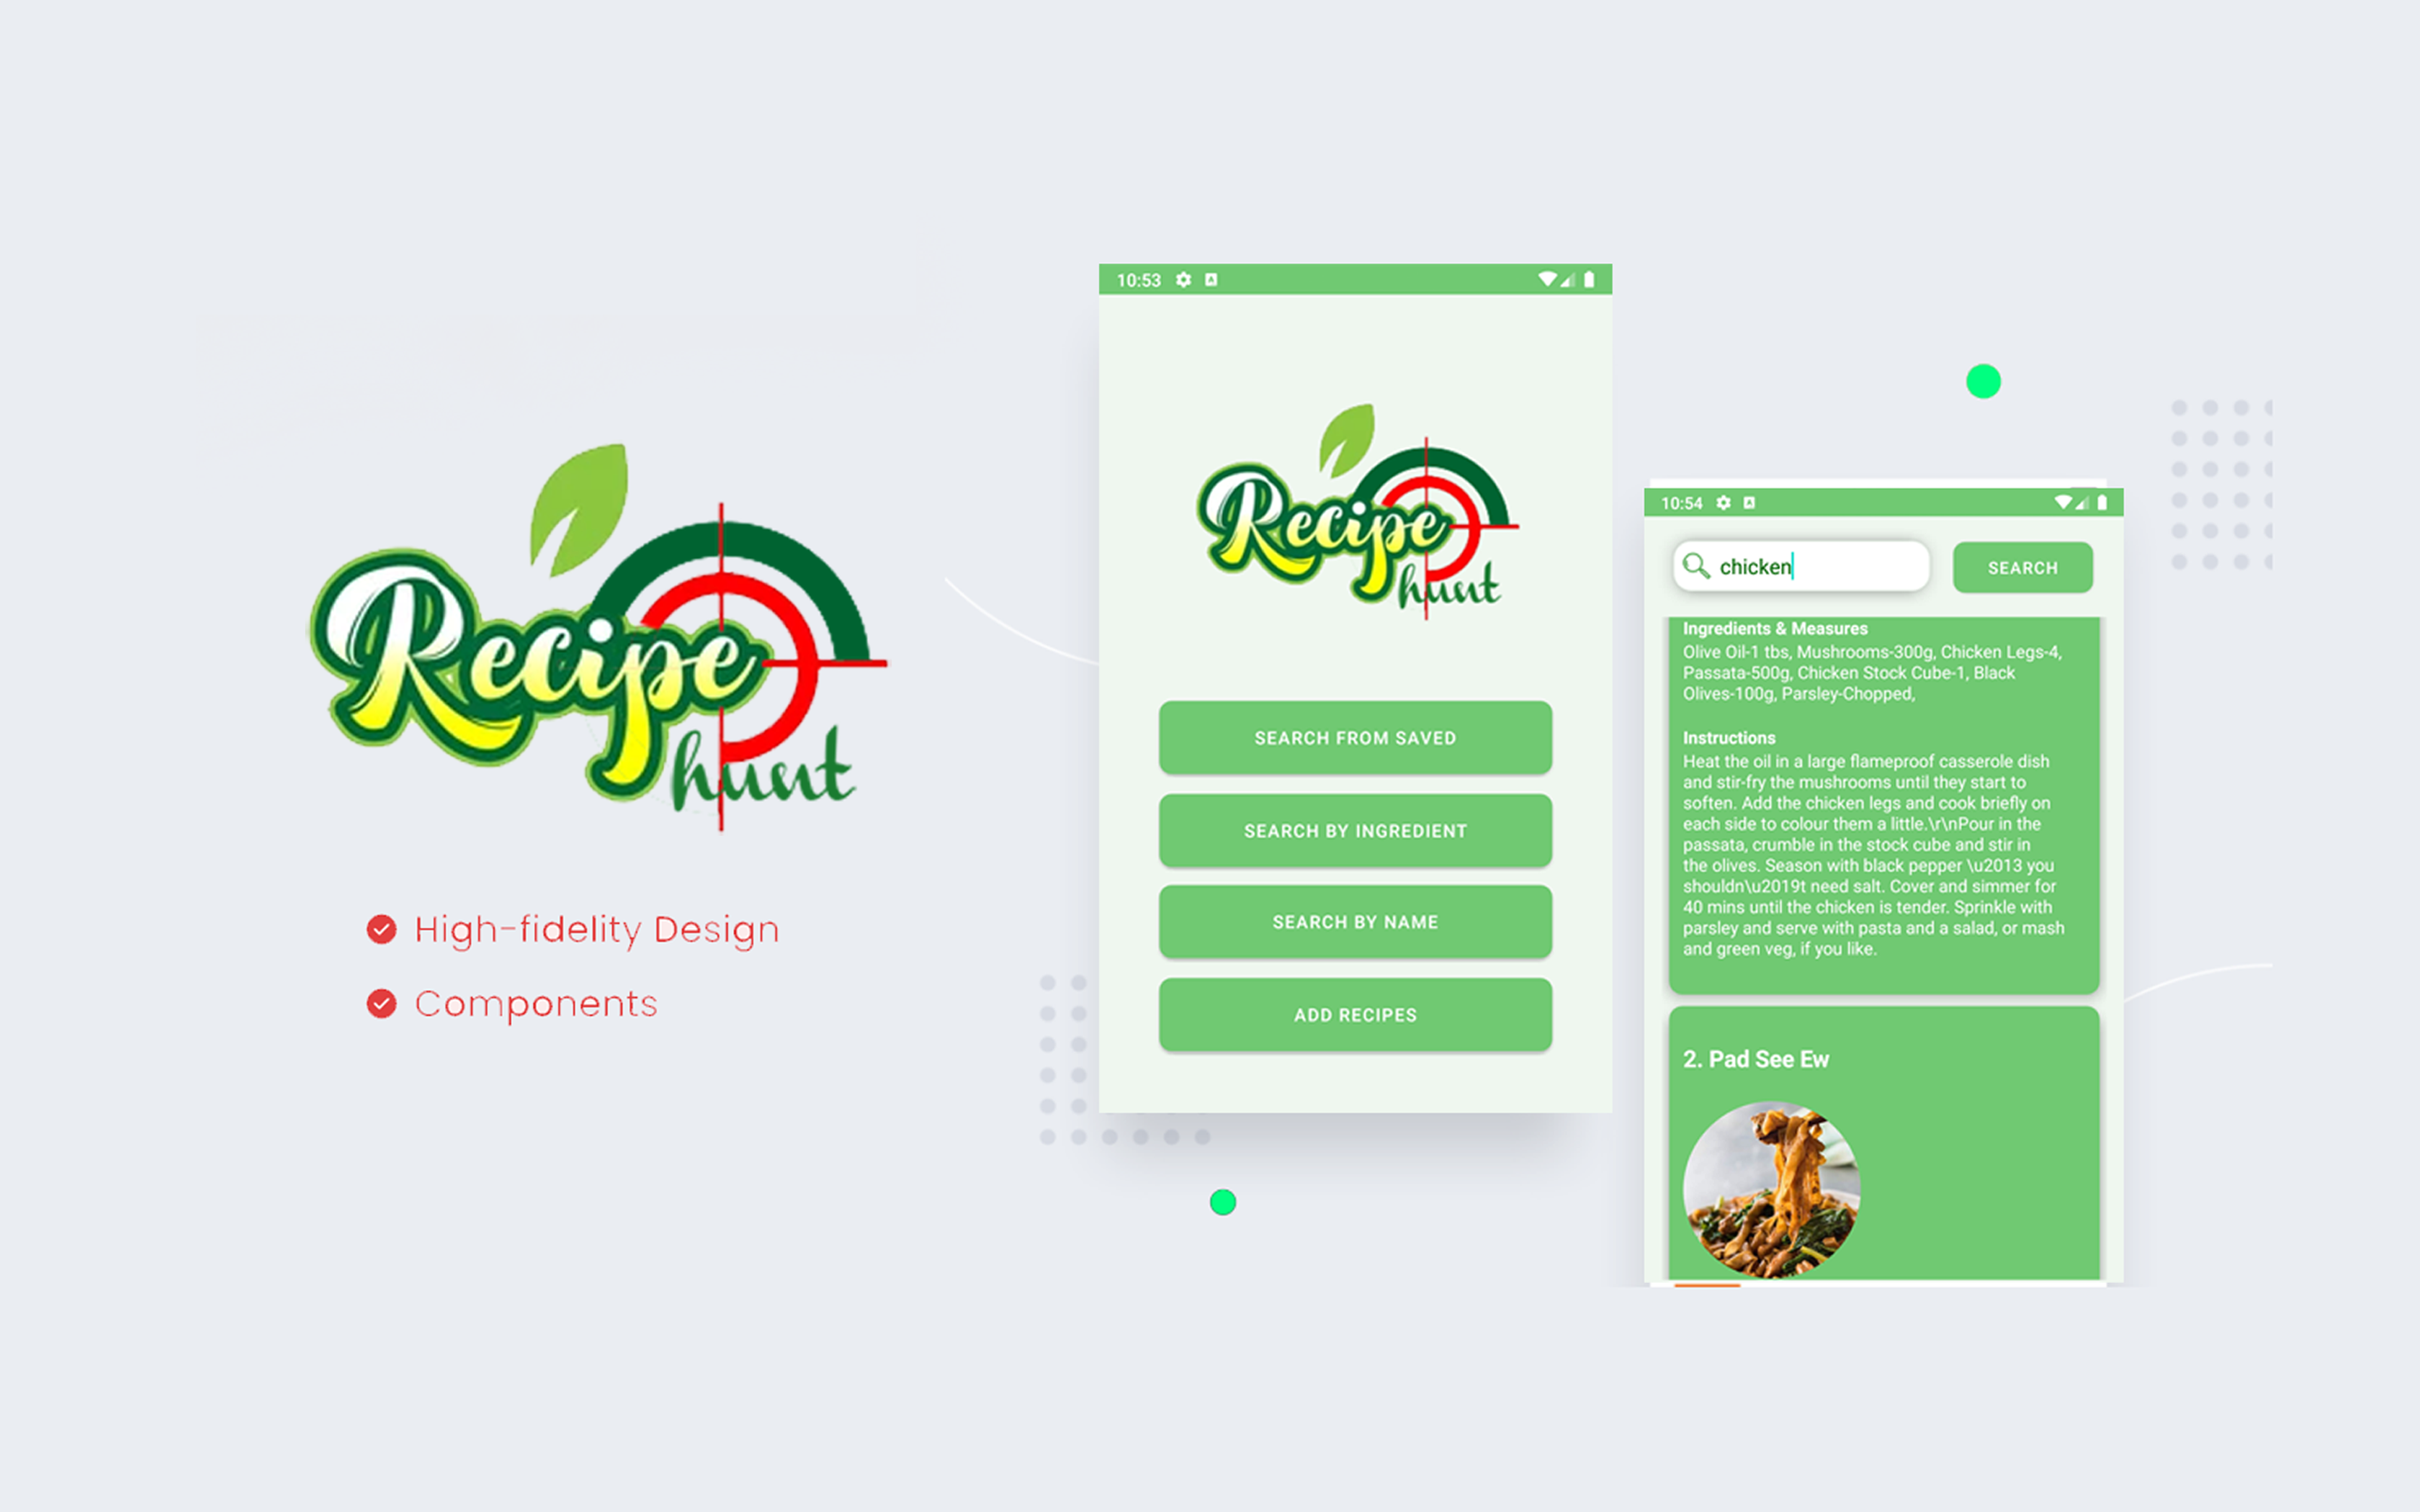 Recipe
hunt
High-fidelity Design
Components
10:53
Recipe
hunt
SEARCH FROM SAVED
SEARCH BY INGREDIENT
SEARCH BY NAME
ADD RECIPES
10:54
chicken
SEARCH
Ingredients & Measures
Olive Oil-1 tbs, Mushrooms-300g, Chicken Legs-4,
Passata-500g, Chicken Stock Cube-1, Black
Olives-100g, Parsley-Chopped,
Instructions
Heat the oil in a large flameproof casserole dish
and stir-fry the mushrooms until they start to
soften. Add the chicken legs and cook briefly on
each side to colour them a little.\r\nPour in the
passata, crumble in the stock cube and stir in
the olives. Season with black pepper \u2013 you
shouldn\u2019t need salt. Cover and simmer for
40 mins until the chicken is tender. Sprinkle with
parsley and serve with pasta and a salad, or mash
and green veg, if you like.
2. Pad See Ew